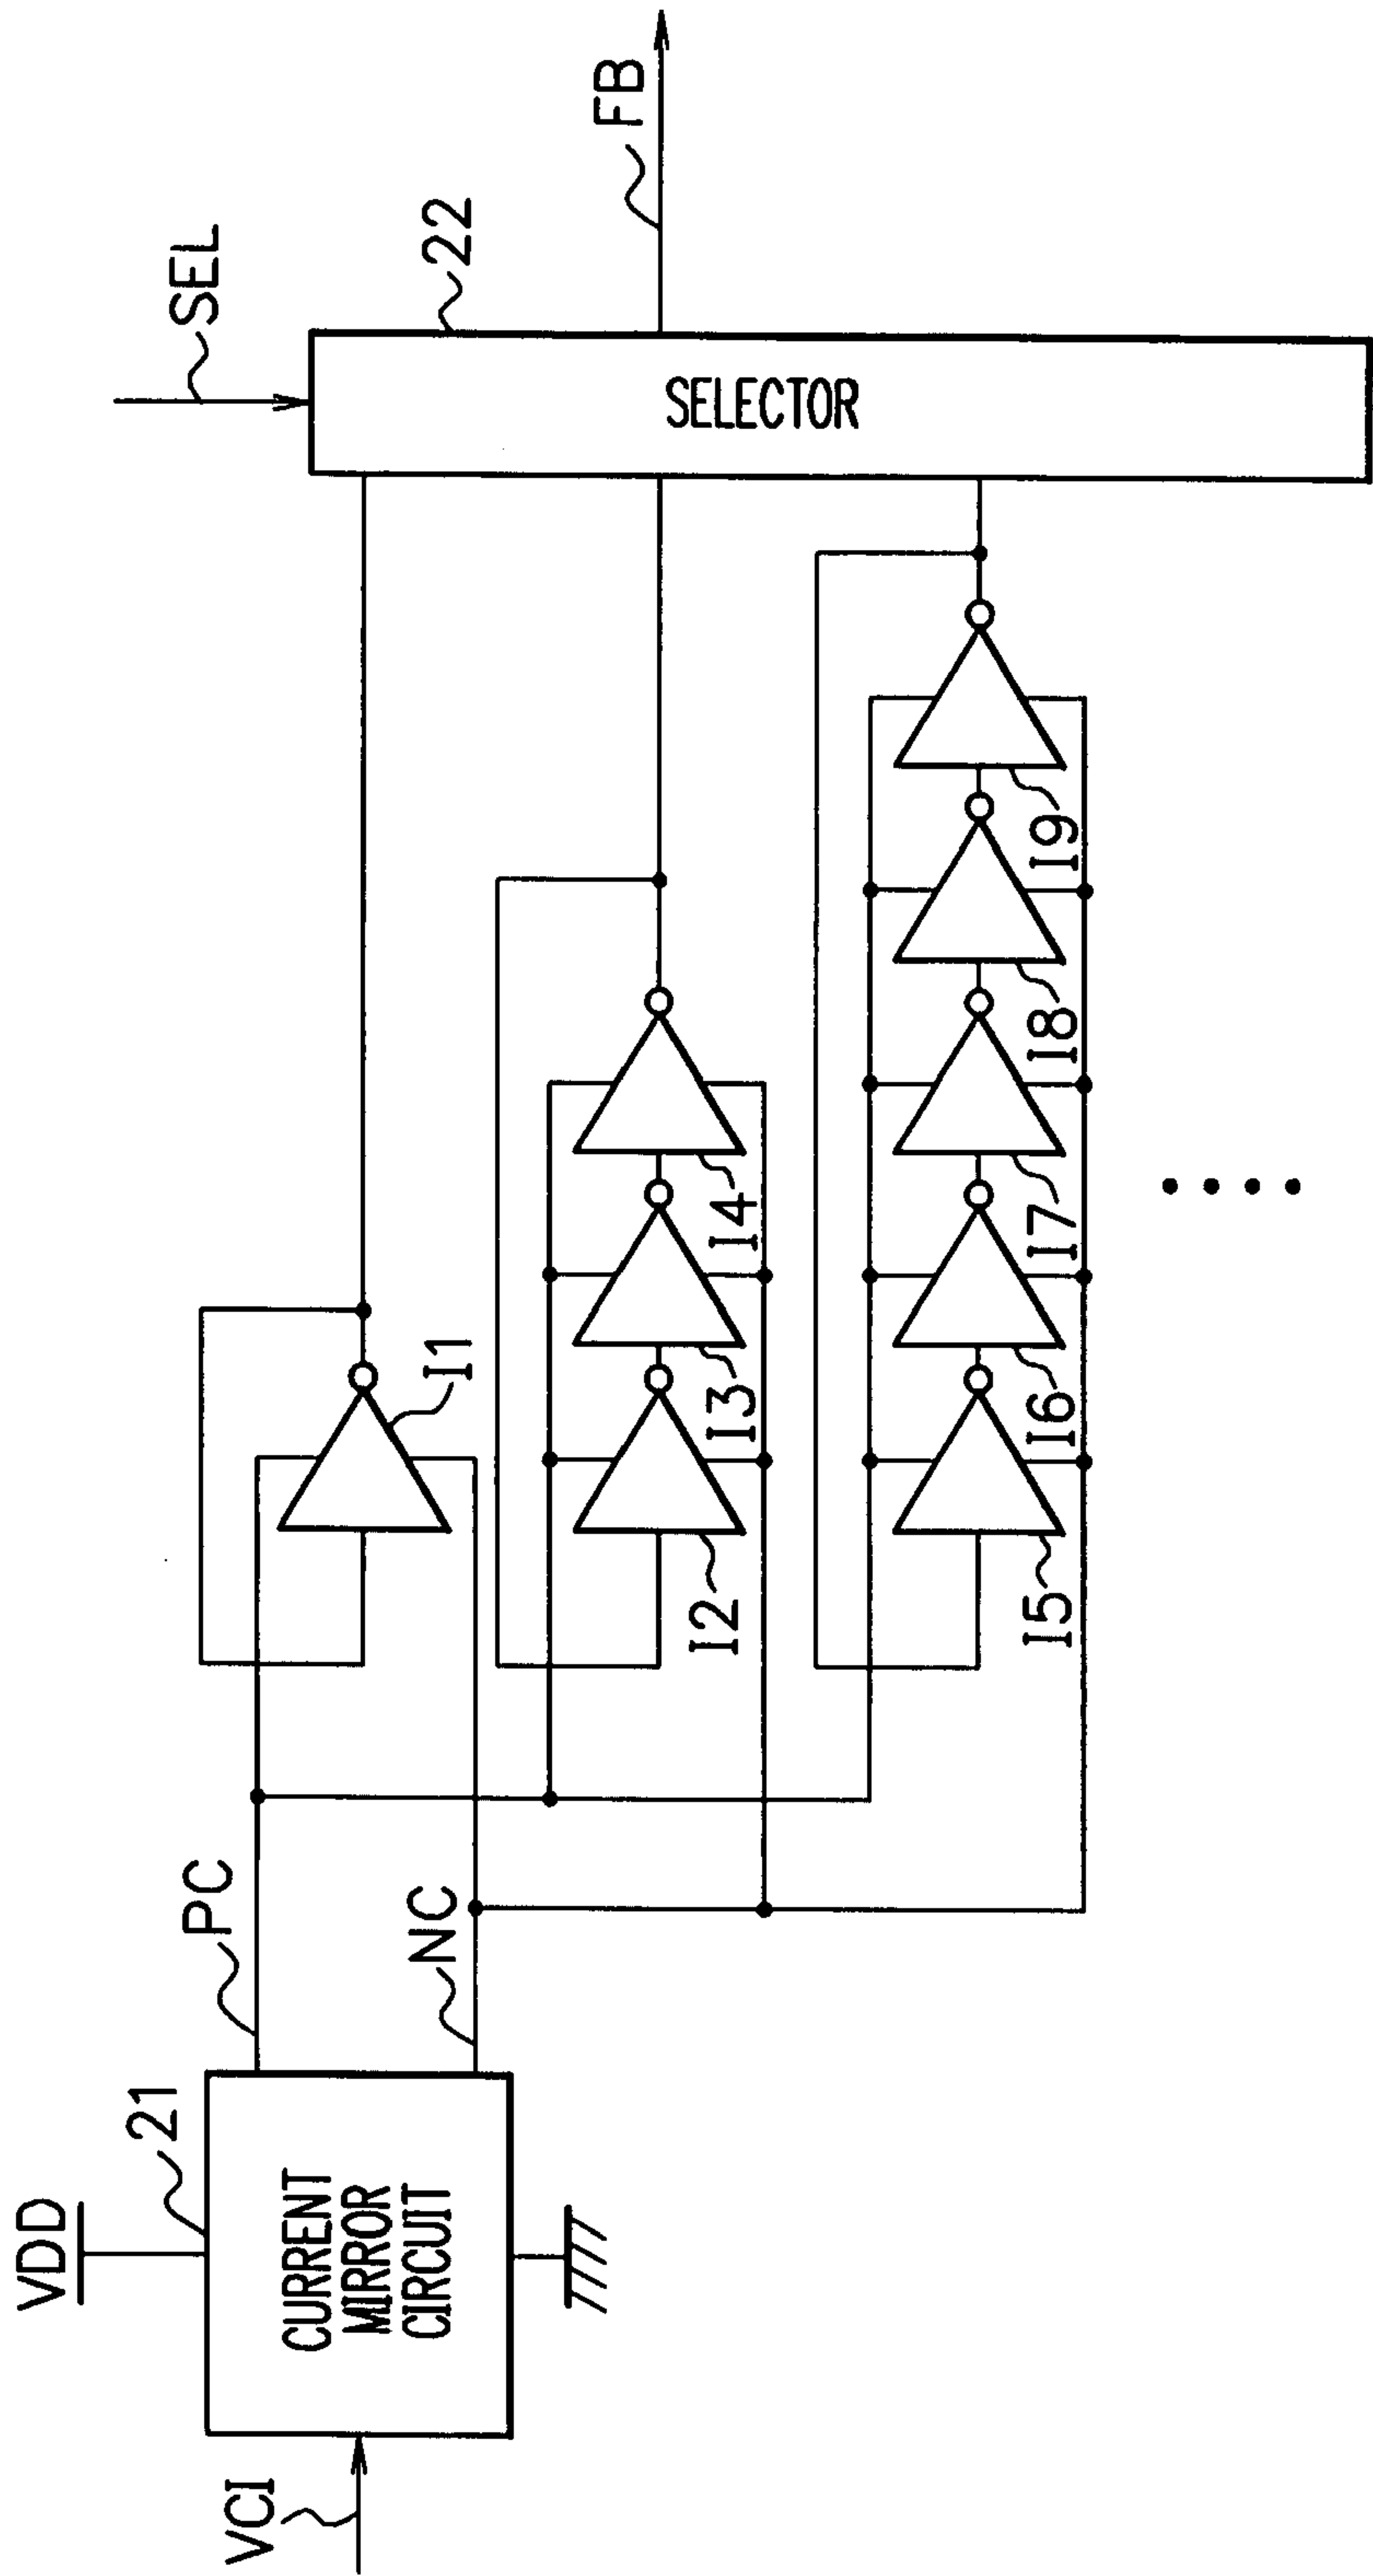 VCI
VDD
21
CURRENT
MIRROR
CIRCUIT
PC
NC
I1
I2
I3
I4
I5
I6
I7
I8
I9
SEL
22
SELECTOR
FB